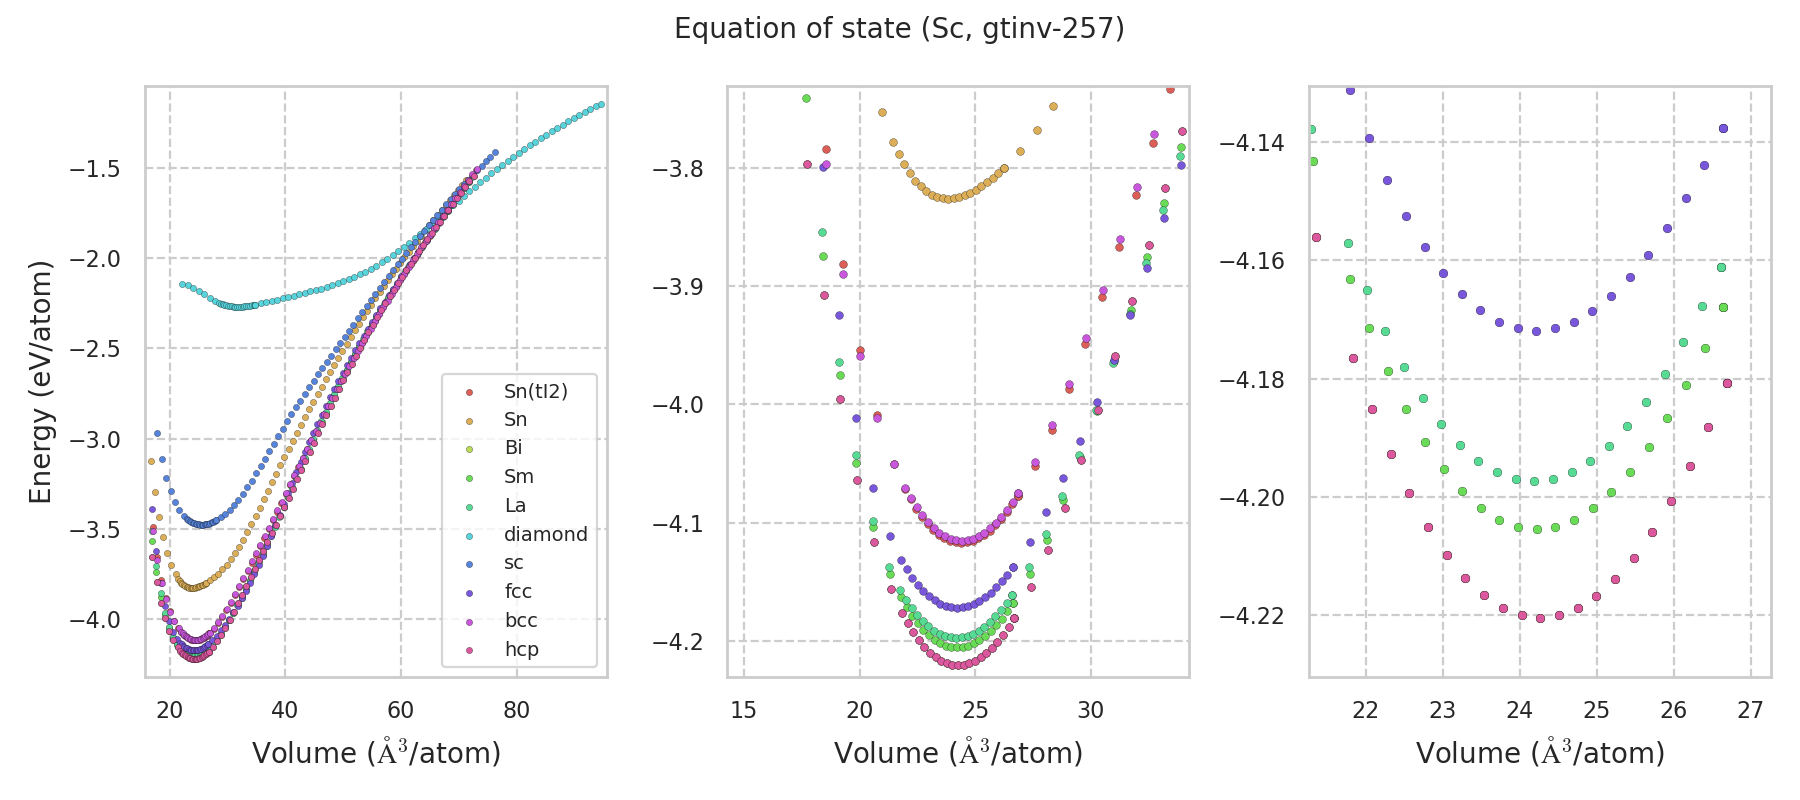 Equation of state (Sc, gtinv-257)
Energy (eV/atom)
−1.5
−2.0
−2.5
−3.0
−3.5
−4.0
20
40
60
80
Volume (Å³/atom)
Sn(tI2)
Sn
Bi
Sm
La
diamond
sc
fcc
bcc
hcp
−3.8
−3.9
−4.0
−4.1
−4.2
15
20
25
30
Volume (Å³/atom)
−4.14
−4.16
−4.18
−4.20
−4.22
22
23
24
25
26
27
Volume (Å³/atom)